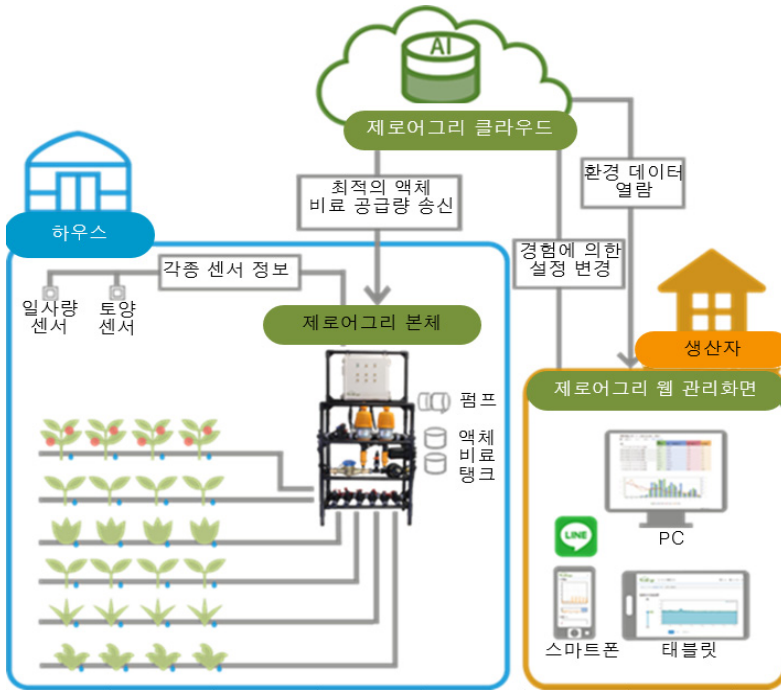 AI
제로어그리 클라우드
최적의 액체
비료 공급량 송신
환경 데이터
열람
하우스
각종 센서 정보
경험에 의한
설정 변경
일사량
센서
토양
센서
제로어그리 본체
생산자
제로어그리 웹 관리화면
펌프
액체
비료
탱크
PC
LINE
스마트폰
태블릿